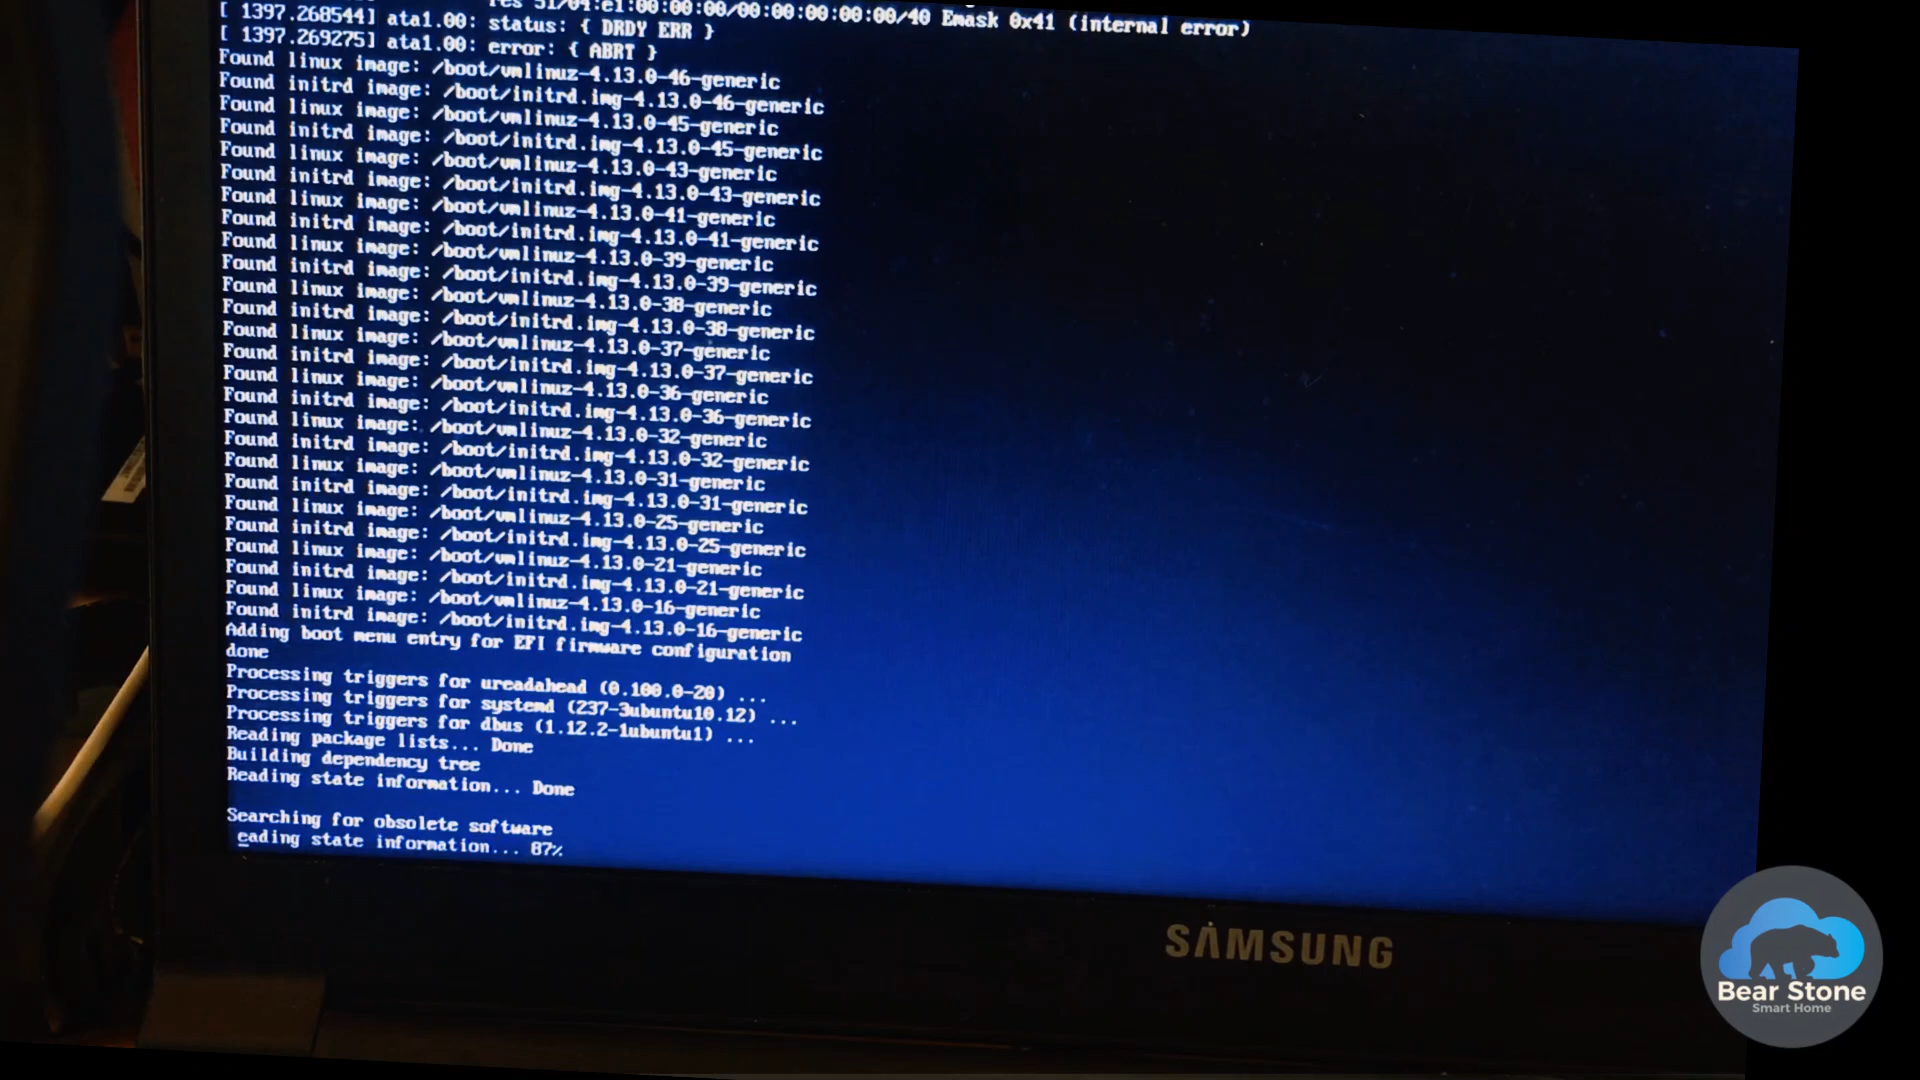 res 51/04:e1:00:00:00/00:00:00:00:00/40 Emask 0x41 (internal error)
[ 1397.268544] ata1.00: status: { DRDY ERR }
[ 1397.269275] ata1.00: error: { ABRT }
Found linux image: /boot/vmlinuz-4.13.0-46-generic
Found initrd image: /boot/initrd.img-4.13.0-46-generic
Found linux image: /boot/vmlinuz-4.13.0-45-generic
Found initrd image: /boot/initrd.img-4.13.0-45-generic
Found linux image: /boot/vmlinuz-4.13.0-43-generic
Found initrd image: /boot/initrd.img-4.13.0-43-generic
Found linux image: /boot/vmlinuz-4.13.0-41-generic
Found initrd image: /boot/initrd.img-4.13.0-41-generic
Found linux image: /boot/vmlinuz-4.13.0-39-generic
Found initrd image: /boot/initrd.img-4.13.0-39-generic
Found linux image: /boot/vmlinuz-4.13.0-38-generic
Found initrd image: /boot/initrd.img-4.13.0-38-generic
Found linux image: /boot/vmlinuz-4.13.0-37-generic
Found initrd image: /boot/initrd.img-4.13.0-37-generic
Found linux image: /boot/vmlinuz-4.13.0-36-generic
Found initrd image: /boot/initrd.img-4.13.0-36-generic
Found linux image: /boot/vmlinuz-4.13.0-32-generic
Found initrd image: /boot/initrd.img-4.13.0-32-generic
Found linux image: /boot/vmlinuz-4.13.0-31-generic
Found initrd image: /boot/initrd.img-4.13.0-31-generic
Found linux image: /boot/vmlinuz-4.13.0-25-generic
Found initrd image: /boot/initrd.img-4.13.0-25-generic
Found linux image: /boot/vmlinuz-4.13.0-21-generic
Found initrd image: /boot/initrd.img-4.13.0-21-generic
Found linux image: /boot/vmlinuz-4.13.0-16-generic
Found initrd image: /boot/initrd.img-4.13.0-16-generic
Adding boot menu entry for EFI firmware configuration
done
Processing triggers for ureadahead (0.100.0-20) ...
Processing triggers for systemd (237-3ubuntu10.12) ...
Processing triggers for dbus (1.12.2-1ubuntu1) ...
Reading package lists... Done
Building dependency tree
Reading state information... Done
Searching for obsolete software
eading state information... 87%
SAMSUNG
Bear Stone
Smart Home